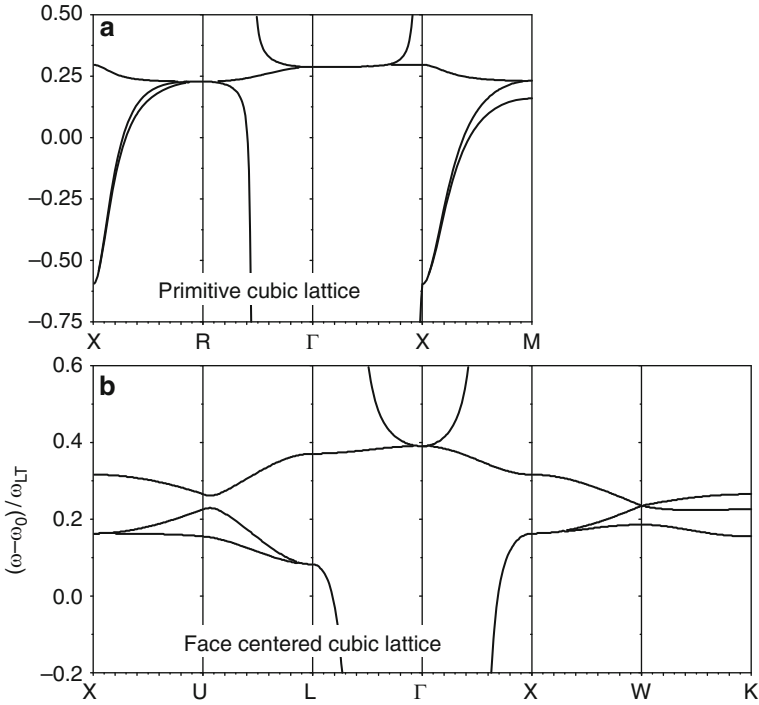 a
0.50
0.25
0.00
−0.25
−0.50
−0.75
Primitive cubic lattice
X R Γ X M
b
0.6
0.4
0.2
0.0
−0.2
(ω−ω0)/ωLT
Face centered cubic lattice
X U L Γ X W K